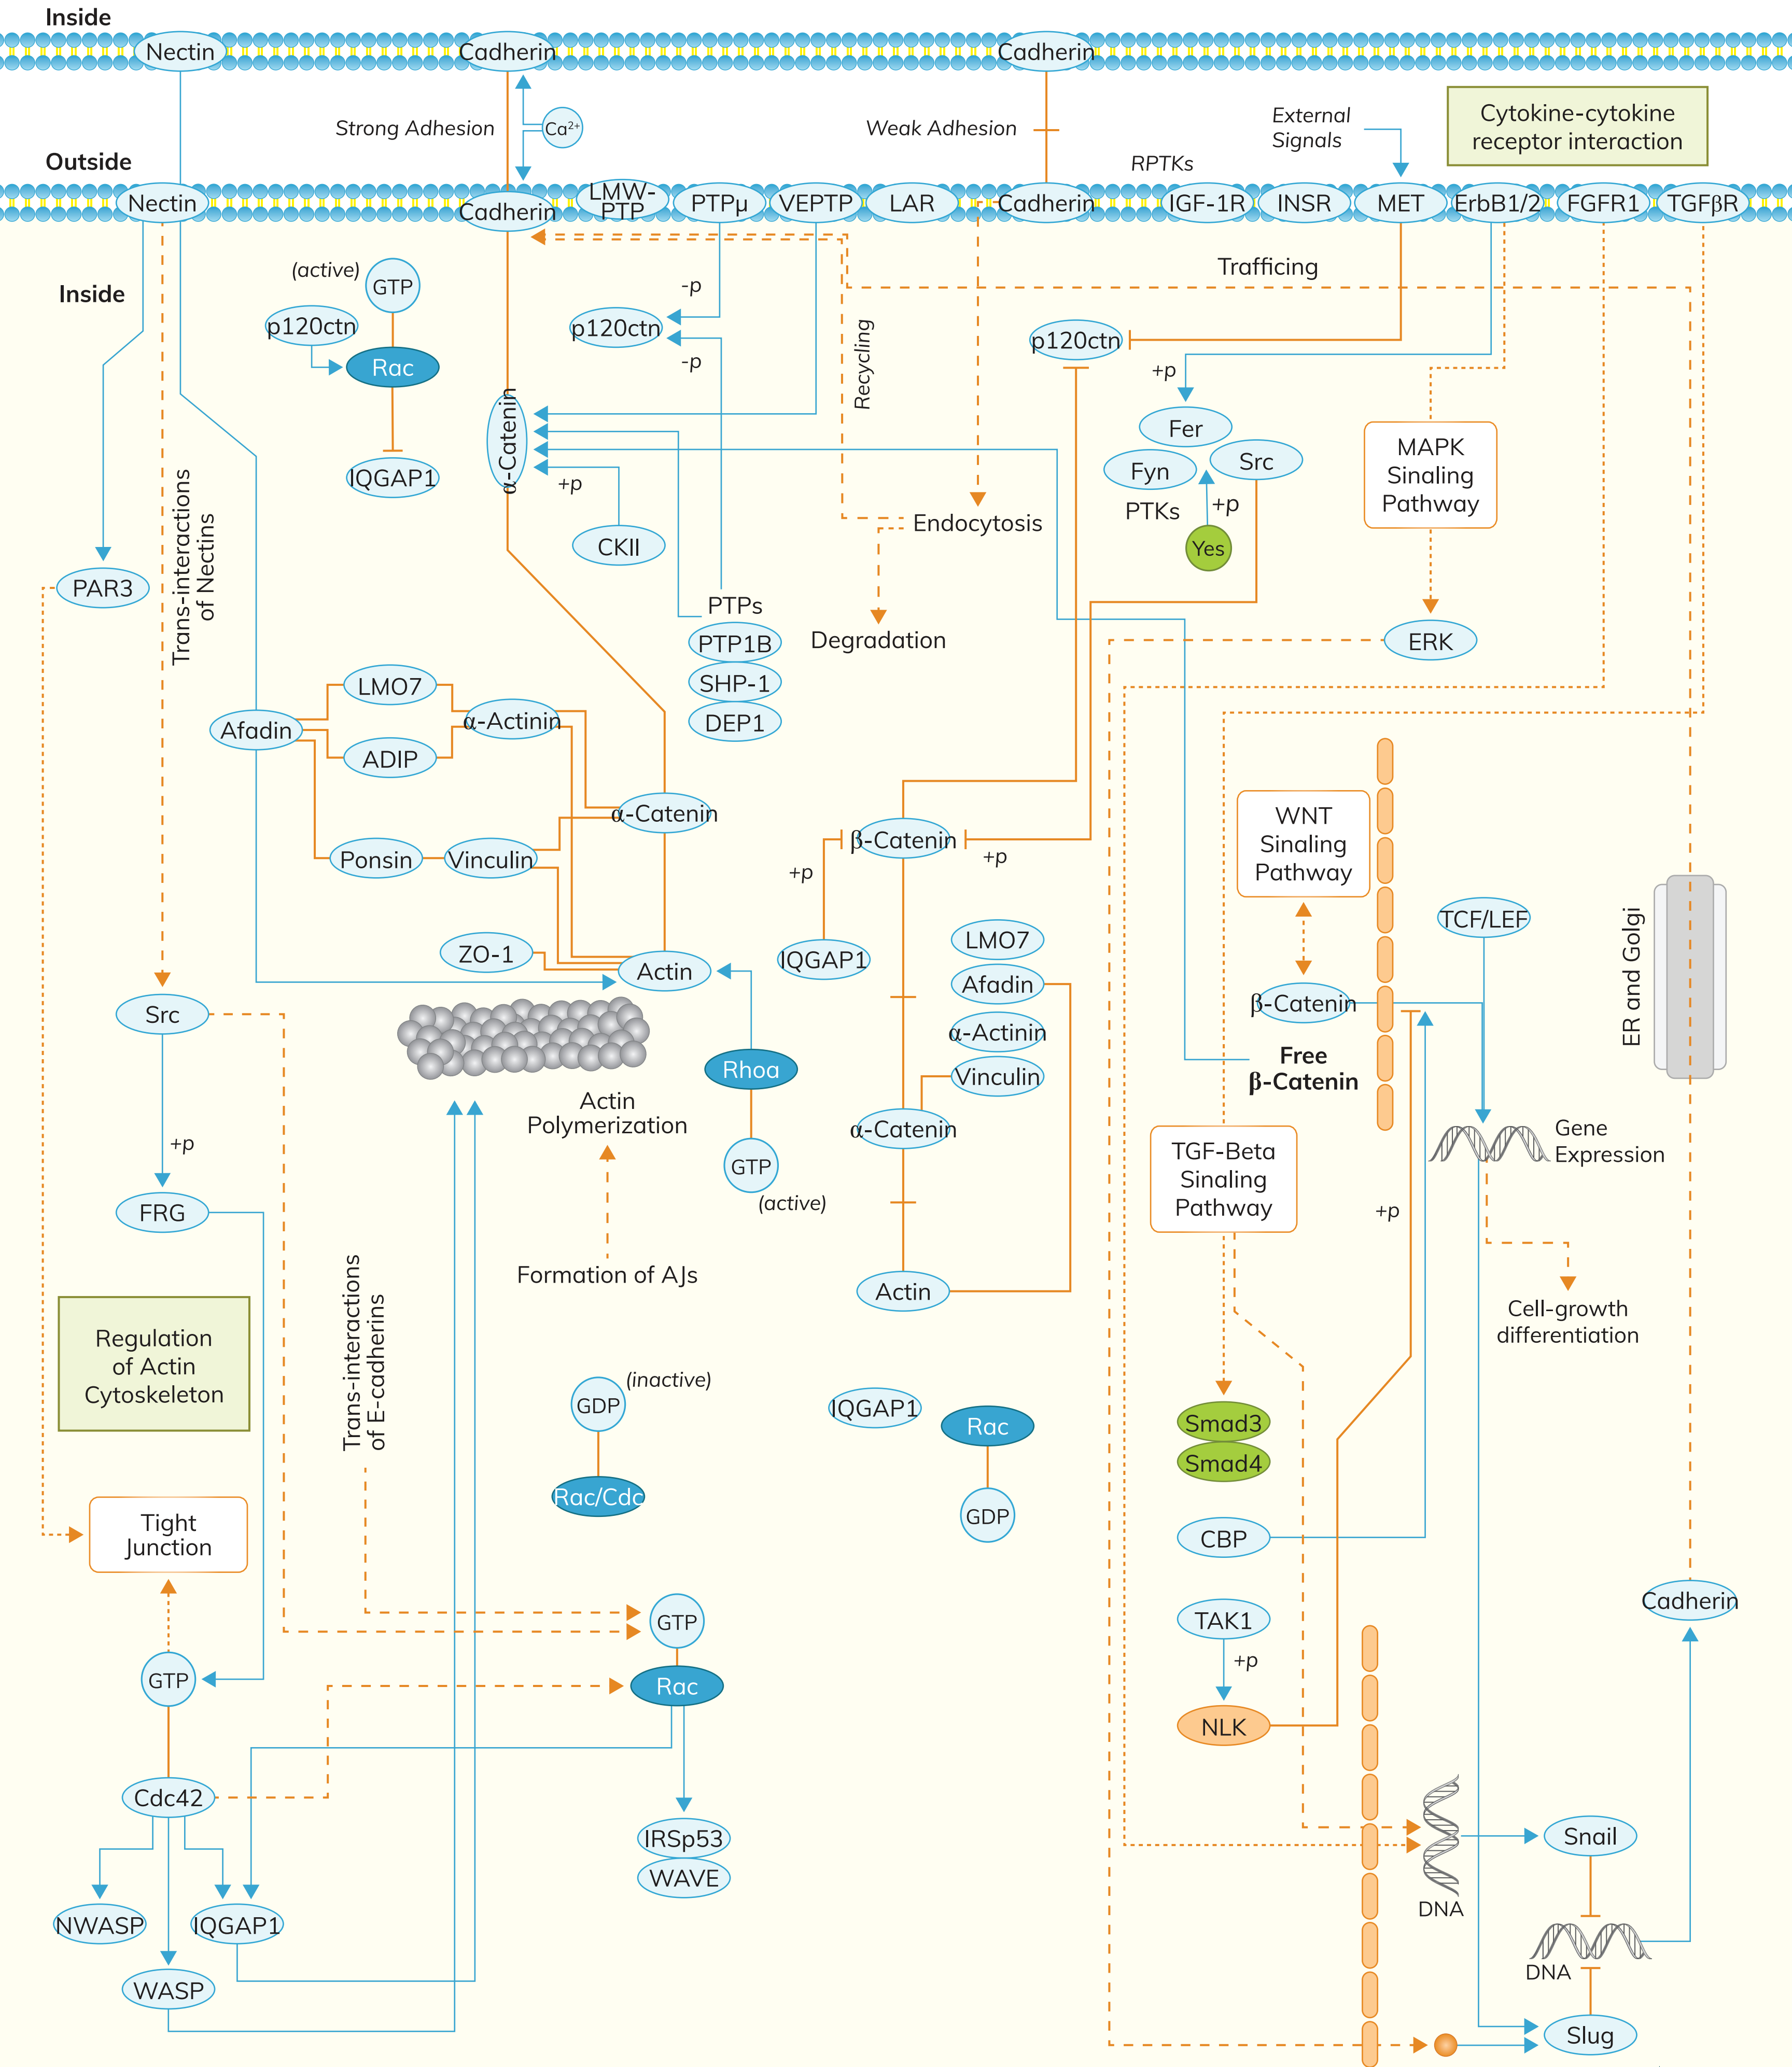 Inside
Nectin
Cadherin
Cadherin
Strong Adhesion
Ca²⁺
Weak Adhesion
External
Signals
Cytokine-cytokine
receptor interaction
Outside
RPTKs
Nectin
Cadherin
LMW-
PTP
PTPμ
VEPTP
LAR
Cadherin
IGF-1R
INSR
MET
ErbB1/2
FGFR1
TGFβR
Inside
(active)
GTP
p120ctn
Rac
IQGAP1
-p
p120ctn
-p
Recycling
Trafficing
p120ctn
+p
Fer
Fyn
Src
PTKs
+p
Yes
MAPK
Sinaling
Pathway
α-Catenin
+p
CKII
Endocytosis
Trans-interactions
of Nectins
PAR3
PTPs
PTP1B
SHP-1
DEP1
Degradation
ERK
LMO7
Afadin
α-Actinin
ADIP
α-Catenin
Ponsin
Vinculin
β-Catenin
+p
+p
WNT
Sinaling
Pathway
TCF/LEF
ER and Golgi
ZO-1
Actin
IQGAP1
LMO7
Afadin
α-Actinin
Vinculin
β-Catenin
Free
β-Catenin
Src
Rhoa
Actin
Polymerization
α-Catenin
Gene
Expression
TGF-Beta
Sinaling
Pathway
+p
GTP
(active)
+p
FRG
Formation of AJs
Actin
Cell-growth
differentiation
Regulation
of Actin
Cytoskeleton
Trans-interactions
of E-cadherins
(inactive)
GDP
Rac/Cdc
IQGAP1
Rac
GDP
Smad3
Smad4
Tight
Junction
CBP
GTP
TAK1
+p
Cadherin
GTP
Rac
NLK
Cdc42
IRSp53
WAVE
Snail
DNA
NWASP
IQGAP1
DNA
WASP
Slug